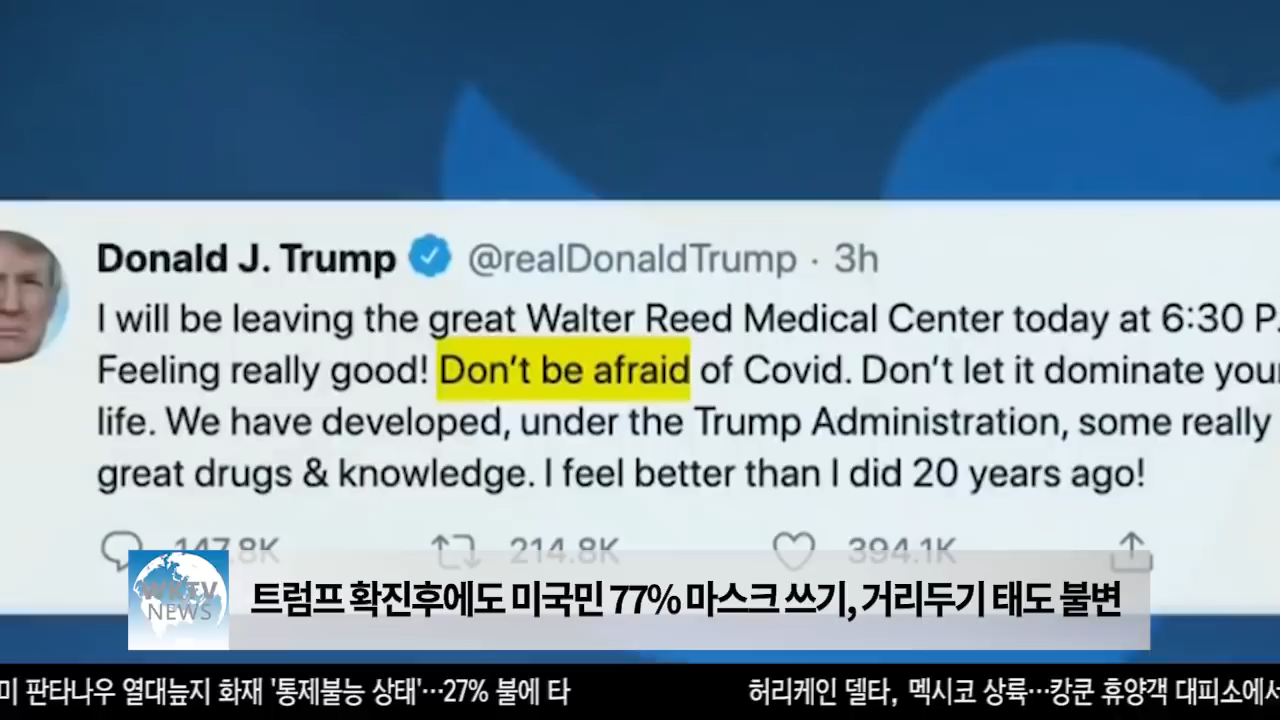 Donald J. Trump @realDonaldTrump · 3h
I will be leaving the great Walter Reed Medical Center today at 6:30 P.
Feeling really good! Don't be afraid of Covid. Don't let it dominate your
life. We have developed, under the Trump Administration, some really
great drugs & knowledge. I feel better than I did 20 years ago!
147.8K 214.8K 394.1K
WKTV
NEWS
트럼프 확진후에도 미국민 77% 마스크 쓰기, 거리두기 태도 불변
미 판타나우 열대늪지 화재 '통제불능 상태'…27% 불에 타 허리케인 델타, 멕시코 상륙…캉쿤 휴양객 대피소에서